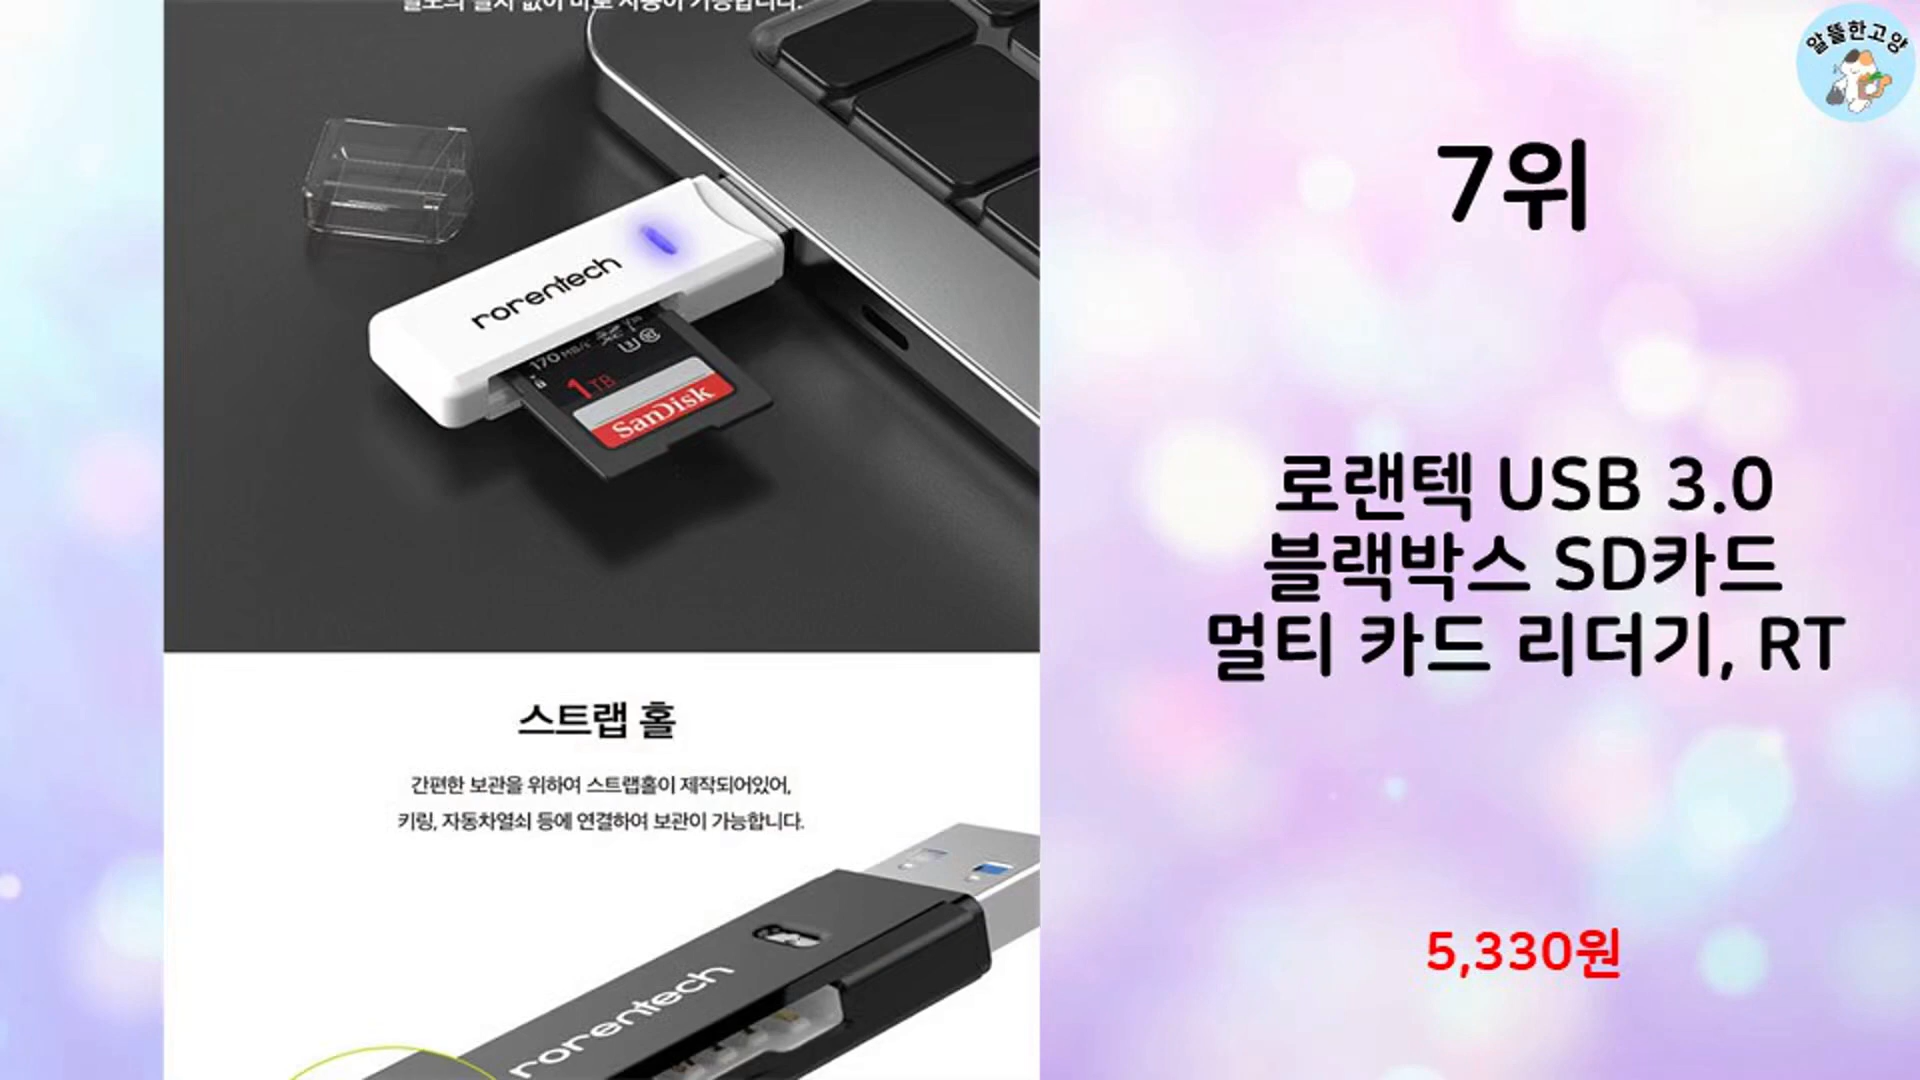 알뜰한고양
7위
로랜텍 USB 3.0
블랙박스 SD카드
멀티 카드 리더기, RT
5,330원
rorentech
170 MB/s
1TB
SanDisk
스트랩 홀
간편한 보관을 위하여 스트랩홀이 제작되어있어,
키링, 자동차열쇠 등에 연결하여 보관이 가능합니다.
rorentech